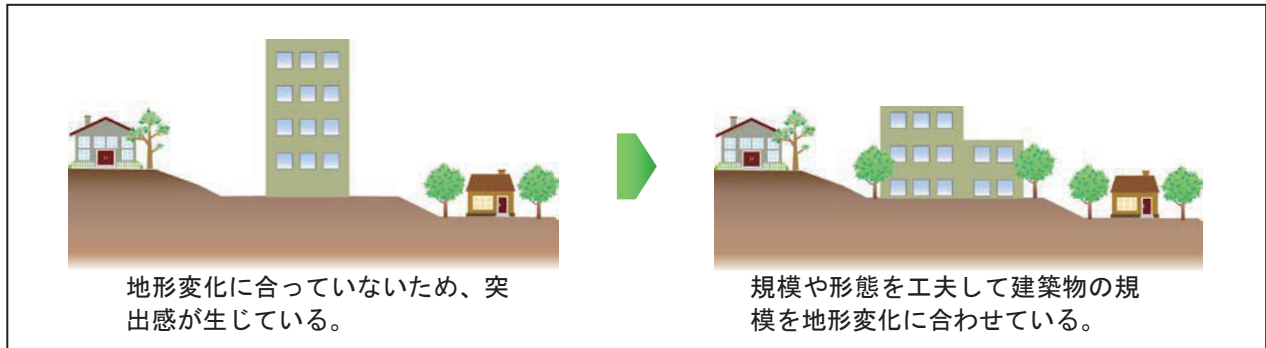 地形変化に合っていないため、突
出感が生じている。
規模や形態を工夫して建築物の規
模を地形変化に合わせている。